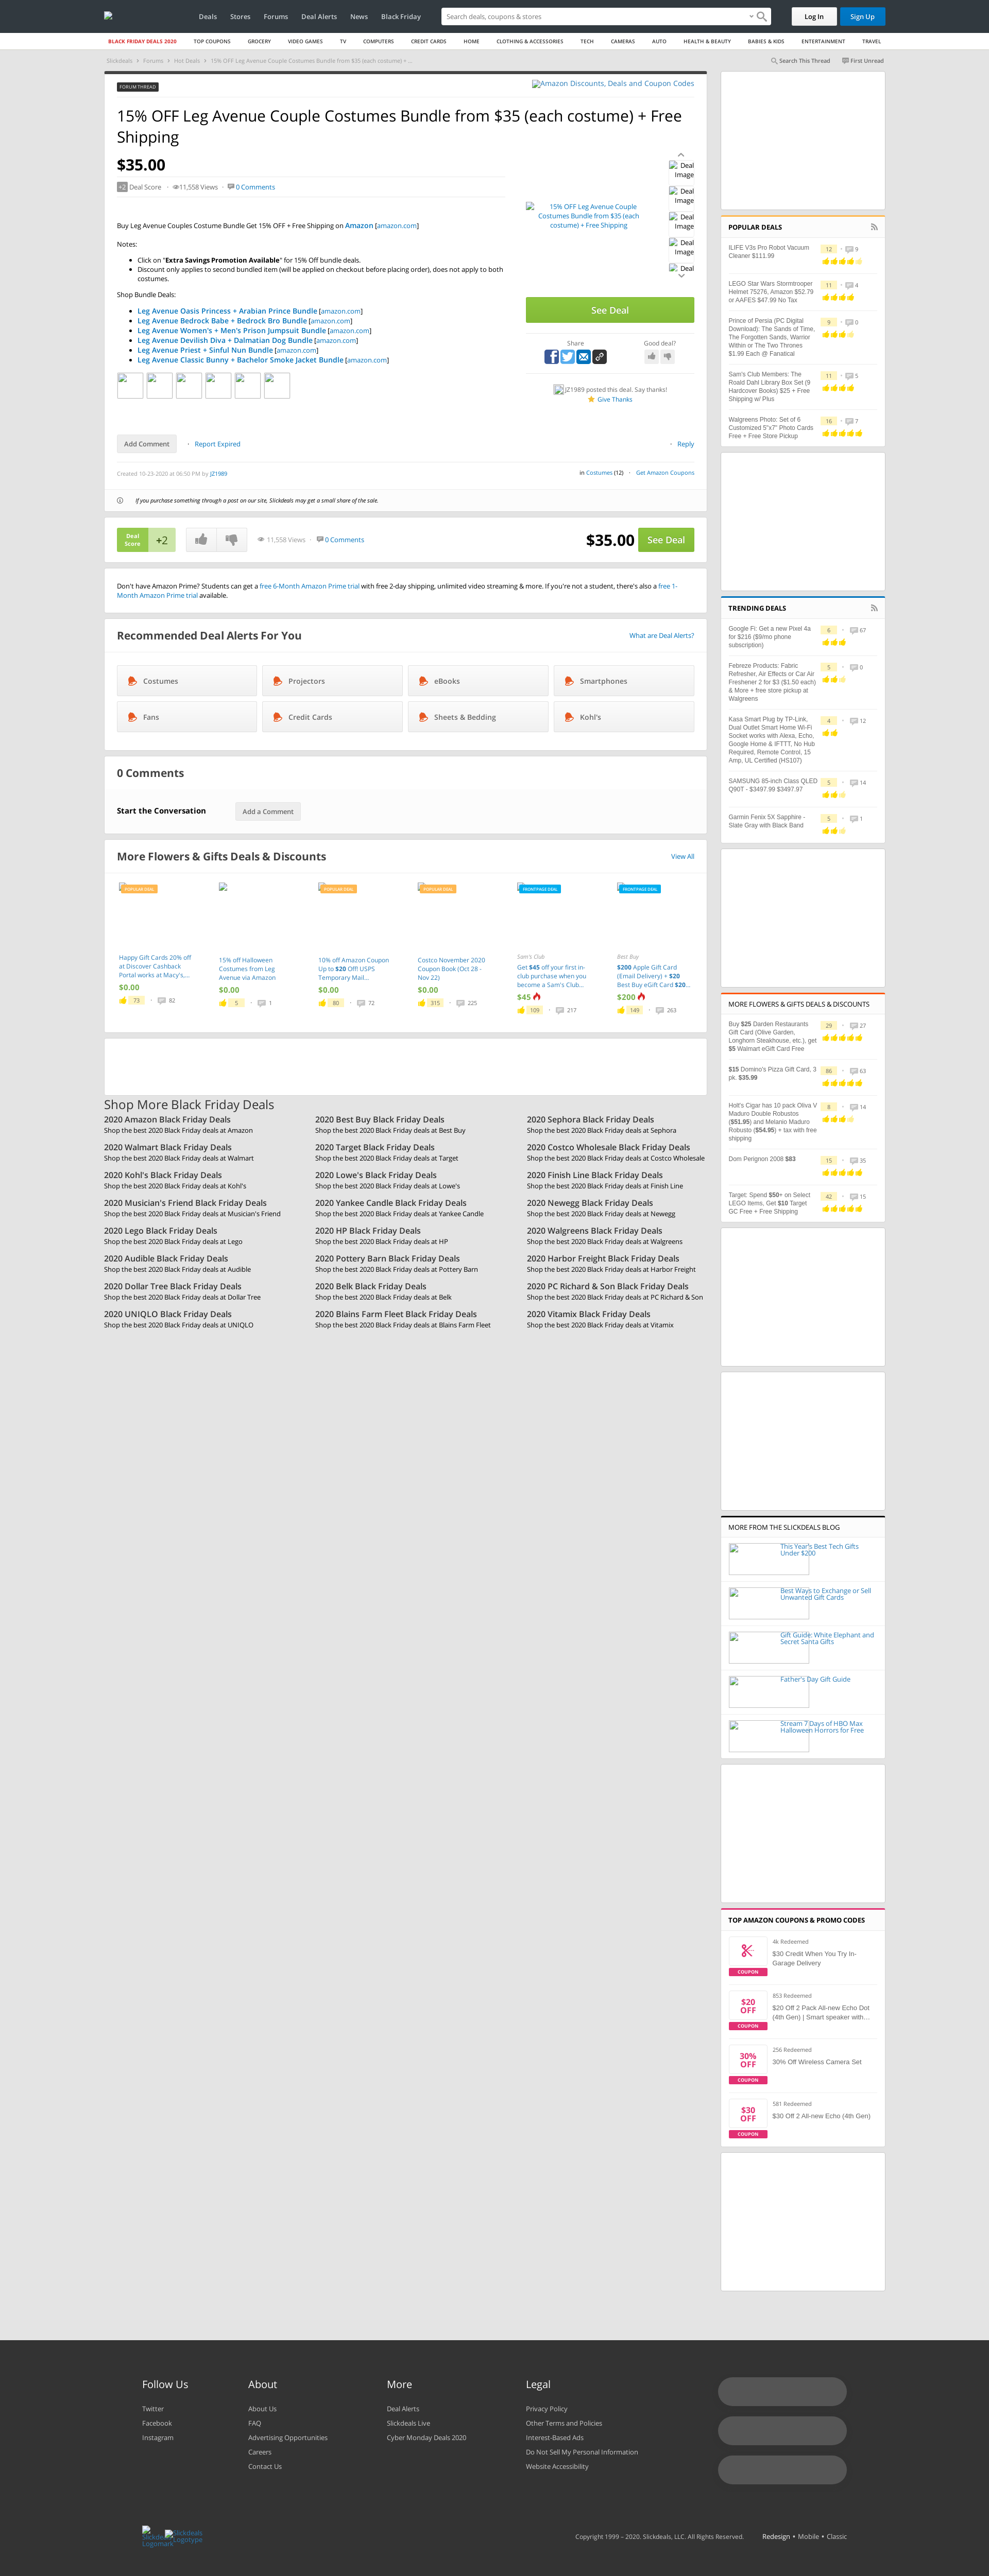 Deals Stores Forums Deal Alerts News Black Friday
Search deals, coupons & stores
Log In
Sign Up
BLACK FRIDAY DEALS 2020 TOP COUPONS GROCERY VIDEO GAMES TV COMPUTERS CREDIT CARDS HOME CLOTHING & ACCESSORIES TECH CAMERAS AUTO HEALTH & BEAUTY BABIES & KIDS ENTERTAINMENT TRAVEL
Slickdeals > Forums > Hot Deals > 15% OFF Leg Avenue Couple Costumes Bundle from $35 (each costume) + ...
Search This Thread First Unread
FORUM THREAD
Amazon Discounts, Deals and Coupon Codes
15% OFF Leg Avenue Couple Costumes Bundle from $35 (each costume) + Free
Shipping
$35.00
+2 Deal Score · 11,558 Views · 0 Comments
Buy Leg Avenue Couples Costume Bundle Get 15% OFF + Free Shipping on Amazon [amazon.com]
Notes:
Click on "Extra Savings Promotion Available" for 15% Off bundle deals.
Discount only applies to second bundled item (will be applied on checkout before placing order), does not apply to both
costumes.
Shop Bundle Deals:
Leg Avenue Oasis Princess + Arabian Prince Bundle [amazon.com]
Leg Avenue Bedrock Babe + Bedrock Bro Bundle [amazon.com]
Leg Avenue Women's + Men's Prison Jumpsuit Bundle [amazon.com]
Leg Avenue Devilish Diva + Dalmatian Dog Bundle [amazon.com]
Leg Avenue Priest + Sinful Nun Bundle [amazon.com]
Leg Avenue Classic Bunny + Bachelor Smoke Jacket Bundle [amazon.com]
15% OFF Leg Avenue Couple
Costumes Bundle from $35 (each
costume) + Free Shipping
Deal
Image
Deal
Image
Deal
Image
Deal
Image
Deal
See Deal
Share
Good deal?
JZ1989 posted this deal. Say thanks!
Give Thanks
Add Comment · Report Expired
· Reply
Created 10-23-2020 at 06:50 PM by JZ1989
in Costumes (12) · Get Amazon Coupons
If you purchase something through a post on our site, Slickdeals may get a small share of the sale.
Deal
Score
+2
11,558 Views · 0 Comments
$35.00
See Deal
Don't have Amazon Prime? Students can get a free 6-Month Amazon Prime trial with free 2-day shipping, unlimited video streaming & more. If you're not a student, there's also a free 1-
Month Amazon Prime trial available.
Recommended Deal Alerts For You
What are Deal Alerts?
Costumes Projectors eBooks Smartphones
Fans Credit Cards Sheets & Bedding Kohl's
0 Comments
Start the Conversation
Add a Comment
More Flowers & Gifts Deals & Discounts
View All
POPULAR DEAL
Happy Gift Cards 20% off
at Discover Cashback
Portal works at Macy's,...
$0.00
73 · 82
15% off Halloween
Costumes from Leg
Avenue via Amazon
$0.00
5 · 1
POPULAR DEAL
10% off Amazon Coupon
Up to $20 Off! USPS
Temporary Mail...
$0.00
80 · 72
POPULAR DEAL
Costco November 2020
Coupon Book (Oct 28 -
Nov 22)
$0.00
315 · 225
FRONTPAGE DEAL
Sam's Club
Get $45 off your first in-
club purchase when you
become a Sam's Club...
$45
109 · 217
FRONTPAGE DEAL
Best Buy
$200 Apple Gift Card
(Email Delivery) + $20
Best Buy eGift Card $20...
$200
149 · 263
Shop More Black Friday Deals
2020 Amazon Black Friday Deals
Shop the best 2020 Black Friday deals at Amazon
2020 Best Buy Black Friday Deals
Shop the best 2020 Black Friday deals at Best Buy
2020 Sephora Black Friday Deals
Shop the best 2020 Black Friday deals at Sephora
2020 Walmart Black Friday Deals
Shop the best 2020 Black Friday deals at Walmart
2020 Target Black Friday Deals
Shop the best 2020 Black Friday deals at Target
2020 Costco Wholesale Black Friday Deals
Shop the best 2020 Black Friday deals at Costco Wholesale
2020 Kohl's Black Friday Deals
Shop the best 2020 Black Friday deals at Kohl's
2020 Lowe's Black Friday Deals
Shop the best 2020 Black Friday deals at Lowe's
2020 Finish Line Black Friday Deals
Shop the best 2020 Black Friday deals at Finish Line
2020 Musician's Friend Black Friday Deals
Shop the best 2020 Black Friday deals at Musician's Friend
2020 Yankee Candle Black Friday Deals
Shop the best 2020 Black Friday deals at Yankee Candle
2020 Newegg Black Friday Deals
Shop the best 2020 Black Friday deals at Newegg
2020 Lego Black Friday Deals
Shop the best 2020 Black Friday deals at Lego
2020 HP Black Friday Deals
Shop the best 2020 Black Friday deals at HP
2020 Walgreens Black Friday Deals
Shop the best 2020 Black Friday deals at Walgreens
2020 Audible Black Friday Deals
Shop the best 2020 Black Friday deals at Audible
2020 Pottery Barn Black Friday Deals
Shop the best 2020 Black Friday deals at Pottery Barn
2020 Harbor Freight Black Friday Deals
Shop the best 2020 Black Friday deals at Harbor Freight
2020 Dollar Tree Black Friday Deals
Shop the best 2020 Black Friday deals at Dollar Tree
2020 Belk Black Friday Deals
Shop the best 2020 Black Friday deals at Belk
2020 PC Richard & Son Black Friday Deals
Shop the best 2020 Black Friday deals at PC Richard & Son
2020 UNIQLO Black Friday Deals
Shop the best 2020 Black Friday deals at UNIQLO
2020 Blains Farm Fleet Black Friday Deals
Shop the best 2020 Black Friday deals at Blains Farm Fleet
2020 Vitamix Black Friday Deals
Shop the best 2020 Black Friday deals at Vitamix
POPULAR DEALS
ILIFE V3s Pro Robot Vacuum
Cleaner $111.99
12 · 9
LEGO Star Wars Stormtrooper
Helmet 75276, Amazon $52.79
or AAFES $47.99 No Tax
11 · 4
Prince of Persia (PC Digital
Download): The Sands of Time,
The Forgotten Sands, Warrior
Within or The Two Thrones
$1.99 Each @ Fanatical
9 · 0
Sam's Club Members: The
Roald Dahl Library Box Set (9
Hardcover Books) $25 + Free
Shipping w/ Plus
11 · 5
Walgreens Photo: Set of 6
Customized 5"x7" Photo Cards
Free + Free Store Pickup
16 · 7
TRENDING DEALS
Google Fi: Get a new Pixel 4a
for $216 ($9/mo phone
subscription)
6 · 67
Febreze Products: Fabric
Refresher, Air Effects or Car Air
Freshener 2 for $3 ($1.50 each)
& More + free store pickup at
Walgreens
5 · 0
Kasa Smart Plug by TP-Link,
Dual Outlet Smart Home Wi-Fi
Socket works with Alexa, Echo,
Google Home & IFTTT, No Hub
Required, Remote Control, 15
Amp, UL Certified (HS107)
4 · 12
SAMSUNG 85-inch Class QLED
Q90T - $3497.99 $3497.97
5 · 14
Garmin Fenix 5X Sapphire -
Slate Gray with Black Band
5 · 1
MORE FLOWERS & GIFTS DEALS & DISCOUNTS
Buy $25 Darden Restaurants
Gift Card (Olive Garden,
Longhorn Steakhouse, etc.), get
$5 Walmart eGift Card Free
29 · 27
$15 Domino's Pizza Gift Card, 3
pk. $35.99
86 · 63
Holt's Cigar has 10 pack Oliva V
Maduro Double Robustos
($51.95) and Melanio Maduro
Robusto ($54.95) + tax with free
shipping
8 · 14
Dom Perignon 2008 $83
15 · 35
Target: Spend $50+ on Select
LEGO Items, Get $10 Target
GC Free + Free Shipping
42 · 15
MORE FROM THE SLICKDEALS BLOG
This Year's Best Tech Gifts
Under $200
Best Ways to Exchange or Sell
Unwanted Gift Cards
Gift Guide: White Elephant and
Secret Santa Gifts
Father's Day Gift Guide
Stream 7 Days of HBO Max
Halloween Horrors for Free
TOP AMAZON COUPONS & PROMO CODES
COUPON
4k Redeemed
$30 Credit When You Try In-
Garage Delivery
$20
OFF
COUPON
853 Redeemed
$20 Off 2 Pack All-new Echo Dot
(4th Gen) | Smart speaker with...
30%
OFF
COUPON
256 Redeemed
30% Off Wireless Camera Set
$30
OFF
COUPON
581 Redeemed
$30 Off 2 All-new Echo (4th Gen)
Follow Us
Twitter
Facebook
Instagram
About
About Us
FAQ
Advertising Opportunities
Careers
Contact Us
More
Deal Alerts
Slickdeals Live
Cyber Monday Deals 2020
Legal
Privacy Policy
Other Terms and Policies
Interest-Based Ads
Do Not Sell My Personal Information
Website Accessibility
Slickdeals
Logomark
Slickdeals
Logotype
Copyright 1999 – 2020. Slickdeals, LLC. All Rights Reserved.
Redesign • Mobile • Classic